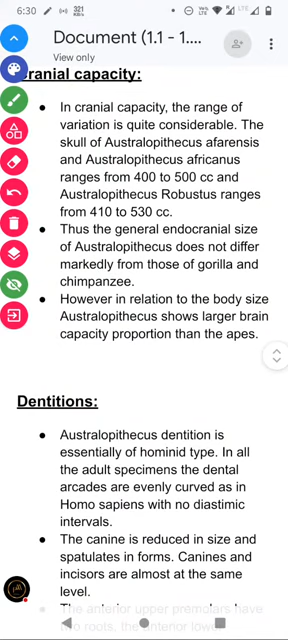 6:30
321
KB/s
VoLTE
LTE
Document (1.1 - 1....
View only
Cranial capacity:
● In cranial capacity, the range of
variation is quite considerable. The
skull of Australopithecus afarensis
and Australopithecus africanus
ranges from 400 to 500 cc and
Australopithecus Robustus ranges
from 410 to 530 cc.
● Thus the general endocranial size
of Australopithecus does not differ
markedly from those of gorilla and
chimpanzee.
● However in relation to the body size
Australopithecus shows larger brain
capacity proportion than the apes.
Dentitions:
● Australopithecus dentition is
essentially of hominid type. In all
the adult specimens the dental
arcades are evenly curved as in
Homo sapiens with no diastimic
intervals.
● The canine is reduced in size and
spatulates in forms. Canines and
incisors are almost at the same
level.
● The anterior upper premolars have
two roots, the anterior lower